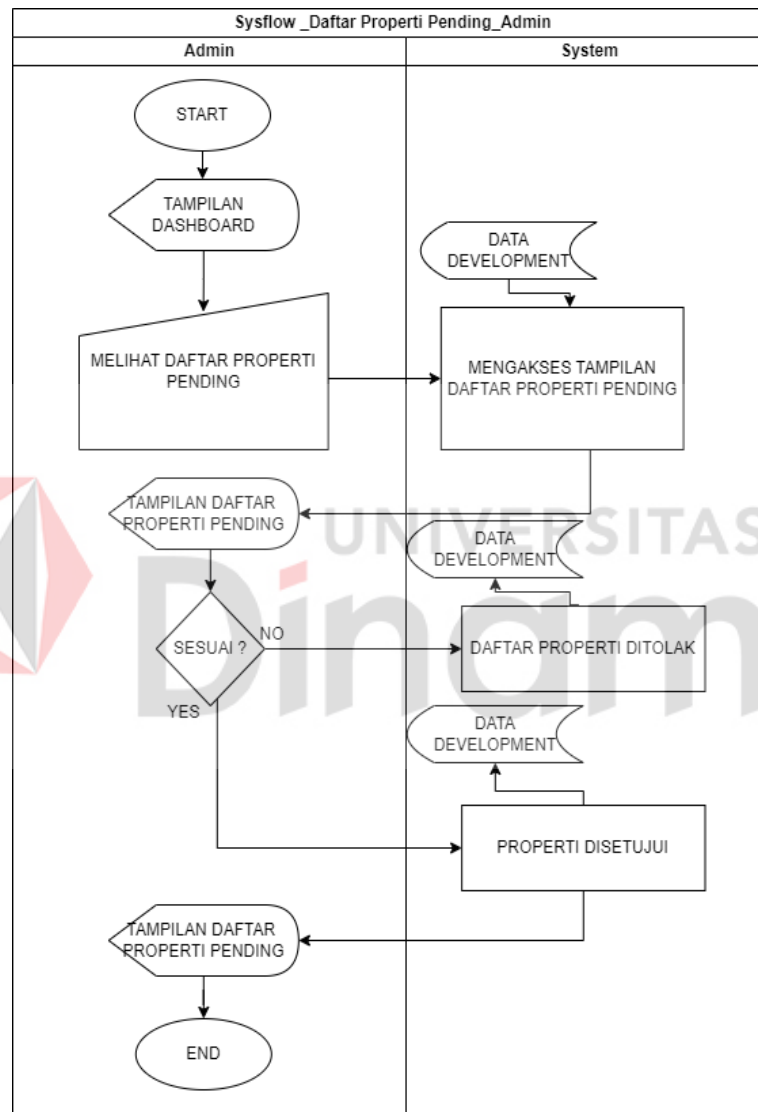 Sysflow _Daftar Properti Pending_Admin
Admin
System
START
TAMPILAN
DASHBOARD
DATA
DEVELOPMENT
MELIHAT DAFTAR PROPERTI
PENDING
MENGAKSES TAMPILAN
DAFTAR PROPERTI PENDING
TAMPILAN DAFTAR
PROPERTI PENDING
UNIVERSITAS
Dinam
DATA
DEVELOPMENT
SESUAI ?
NO
DAFTAR PROPERTI DITOLAK
YES
DATA
DEVELOPMENT
PROPERTI DISETUJUI
TAMPILAN DAFTAR
PROPERTI PENDING
END